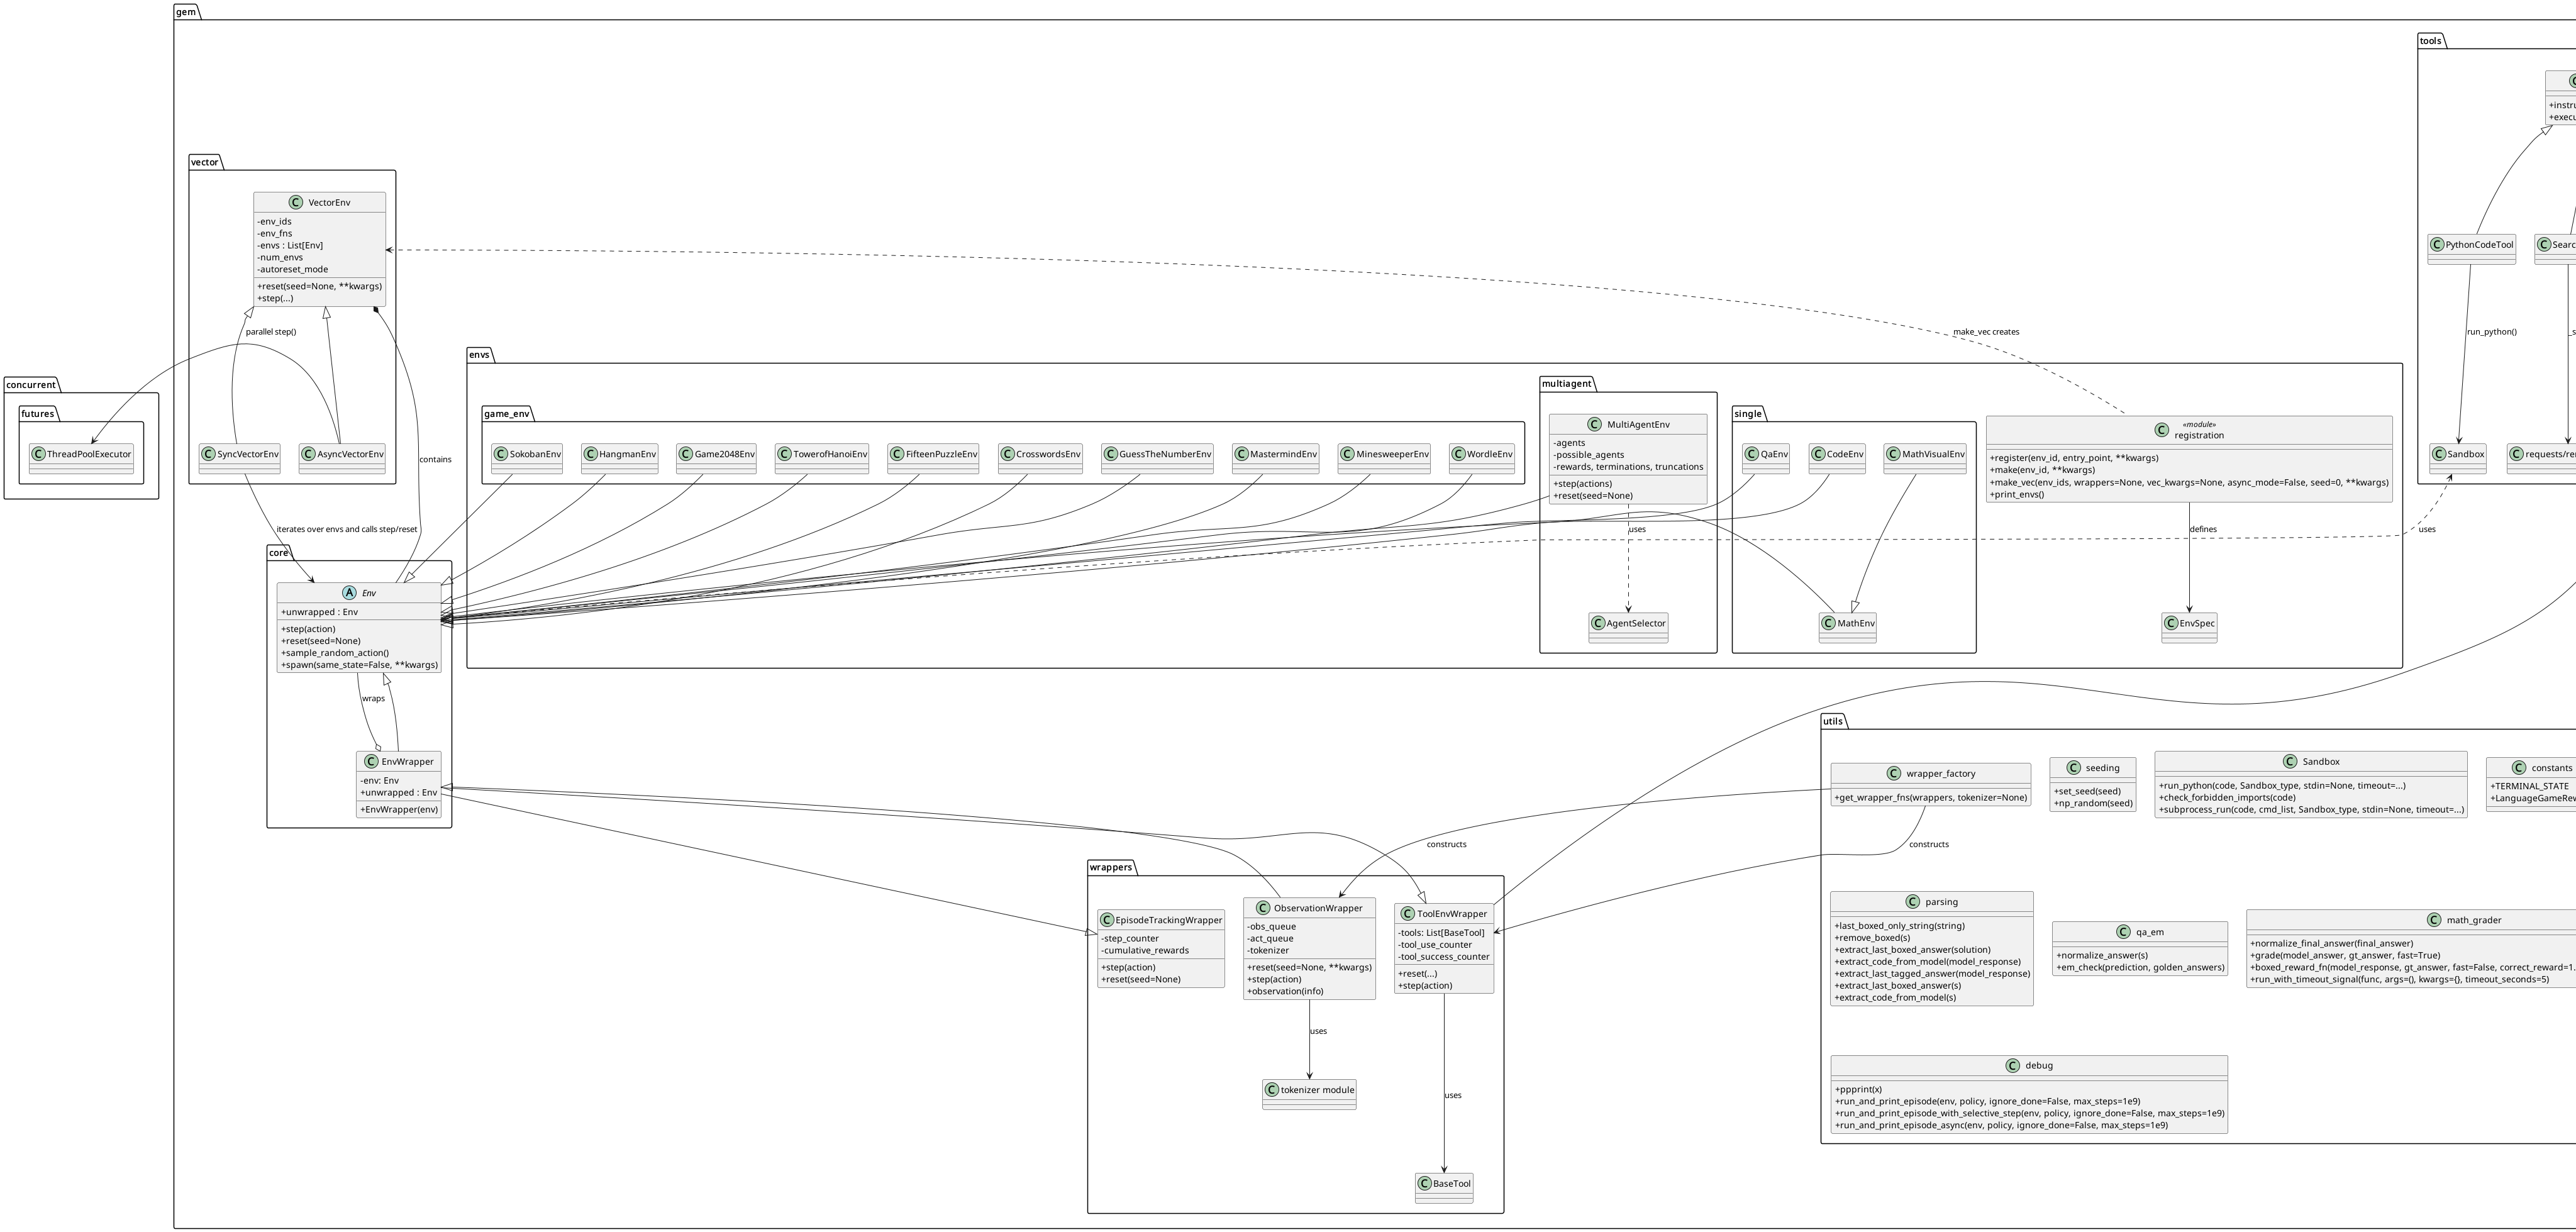 gem
tools
+instru
+execu
C PythonCodeTool
C Searc
run_python()
_s
C Sandbox
C requests/rer
vector
C VectorEnv
-env_ids
-env_fns
-envs : List[Env]
-num_envs
-autoreset_mode
+reset(seed=None, **kwargs)
+step(...)
parallel step()
make_vec creates
C SyncVectorEnv
C AsyncVectorEnv
contains
concurrent
futures
C ThreadPoolExecutor
envs
game_env
C SokobanEnv
C HangmanEnv
C Game2048Env
C TowerofHanoiEnv
C FifteenPuzzleEnv
C CrosswordsEnv
C GuessTheNumberEnv
C MastermindEnv
C MinesweeperEnv
C WordleEnv
multiagent
C MultiAgentEnv
-agents
-possible_agents
-rewards, terminations, truncations
+step(actions)
+reset(seed=None)
uses
C AgentSelector
single
C QaEnv
C CodeEnv
C MathVisualEnv
C MathEnv
«module»
C registration
+register(env_id, entry_point, **kwargs)
+make(env_id, **kwargs)
+make_vec(env_ids, wrappers=None, vec_kwargs=None, async_mode=False, seed=0, **kwargs)
+print_envs()
defines
uses
C EnvSpec
iterates over envs and calls step/reset
core
A Env
+unwrapped : Env
+step(action)
+reset(seed=None)
+sample_random_action()
+spawn(same_state=False, **kwargs)
wraps
C EnvWrapper
-env: Env
+unwrapped : Env
+EnvWrapper(env)
utils
C wrapper_factory
+get_wrapper_fns(wrappers, tokenizer=None)
C seeding
+set_seed(seed)
+np_random(seed)
C Sandbox
+run_python(code, Sandbox_type, stdin=None, timeout=...)
+check_forbidden_imports(code)
+subprocess_run(code, cmd_list, Sandbox_type, stdin=None, timeout=...)
C constants
+TERMINAL_STATE
+LanguageGameRew
constructs
constructs
C parsing
+last_boxed_only_string(string)
+remove_boxed(s)
+extract_last_boxed_answer(solution)
+extract_code_from_model(model_response)
+extract_last_tagged_answer(model_response)
+extract_last_boxed_answer(s)
+extract_code_from_model(s)
C qa_em
+normalize_answer(s)
+em_check(prediction, golden_answers)
C math_grader
+normalize_final_answer(final_answer)
+grade(model_answer, gt_answer, fast=True)
+boxed_reward_fn(model_response, gt_answer, fast=False, correct_reward=1.
+run_with_timeout_signal(func, args=(), kwargs={}, timeout_seconds=5)
C debug
+ppprint(x)
+run_and_print_episode(env, policy, ignore_done=False, max_steps=1e9)
+run_and_print_episode_with_selective_step(env, policy, ignore_done=False, max_steps=1e9)
+run_and_print_episode_async(env, policy, ignore_done=False, max_steps=1e9)
wrappers
C EpisodeTrackingWrapper
-step_counter
-cumulative_rewards
+step(action)
+reset(seed=None)
C ObservationWrapper
-obs_queue
-act_queue
-tokenizer
+reset(seed=None, **kwargs)
+step(action)
+observation(info)
C ToolEnvWrapper
-tools: List[BaseTool]
-tool_use_counter
-tool_success_counter
+reset(...)
+step(action)
uses
C tokenizer module
uses
C BaseTool